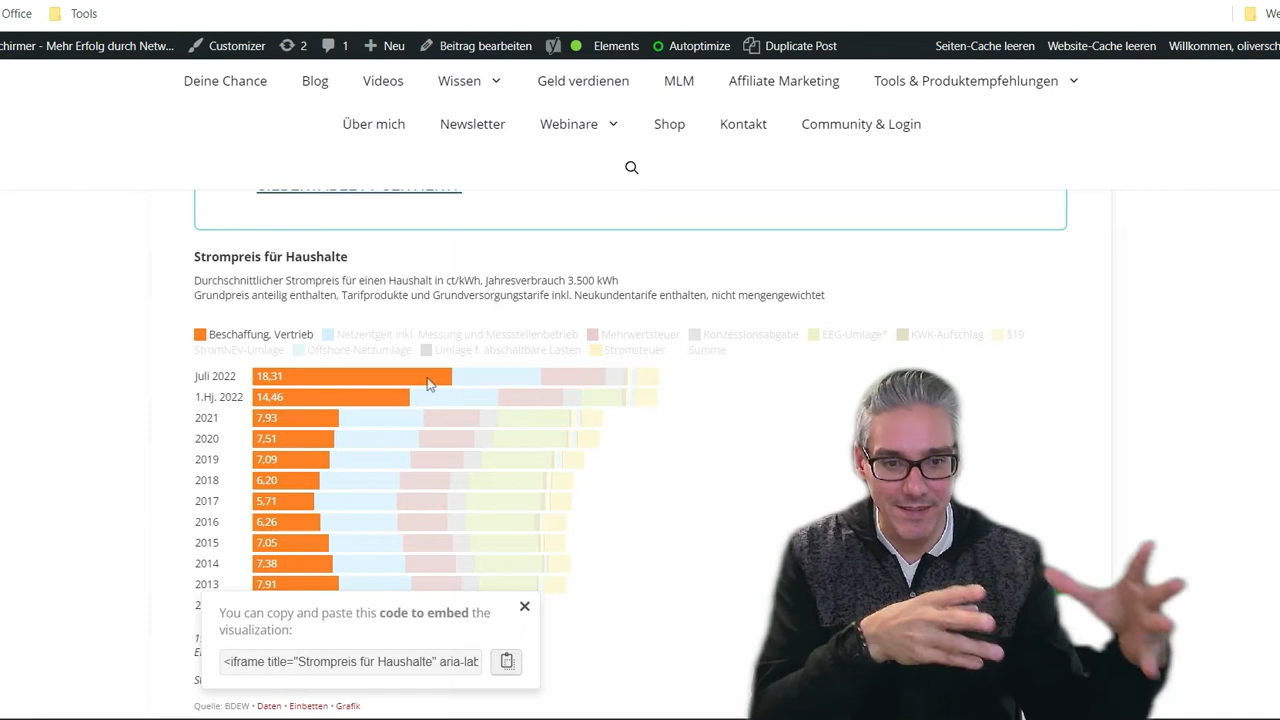 Office
Tools
We
chirmer - Mehr Erfolg durch Netw...
Customizer
2
1
Neu
Beitrag bearbeiten
Elements
Autoptimize
Duplicate Post
Seiten-Cache leeren
Website-Cache leeren
Willkommen, oliversch
Deine Chance
Blog
Videos
Wissen
Geld verdienen
MLM
Affiliate Marketing
Tools & Produktempfehlungen
Über mich
Newsletter
Webinare
Shop
Kontakt
Community & Login
Strompreis für Haushalte
Durchschnittlicher Strompreis für einen Haushalt in ct/kWh, Jahresverbrauch 3.500 kWh
Grundpreis anteilig enthalten, Tarifprodukte und Grundversorgungstarife inkl. Neukundentarife enthalten, nicht mengengewichtet
Beschaffung, Vertrieb Netzentgelt inkl. Messung und Messstellenbetrieb Mehrwertsteuer Konzessionsabgabe EEG-Umlage* KWK-Aufschlag §19
StromNEV-Umlage Offshore-Netzumlage Umlage f. abschaltbare Lasten Stromsteuer Summe
Juli 2022 18,31
1.Hj. 2022 14,46
2021 7,93
2020 7,51
2019 7,09
2018 6,20
2017 5,71
2016 6,26
2015 7,05
2014 7,38
2013 7,91
You can copy and paste this code to embed the
visualization:
<iframe title="Strompreis für Haushalte" aria-lab
Quelle: BDEW • Daten • Einbetten • Grafik